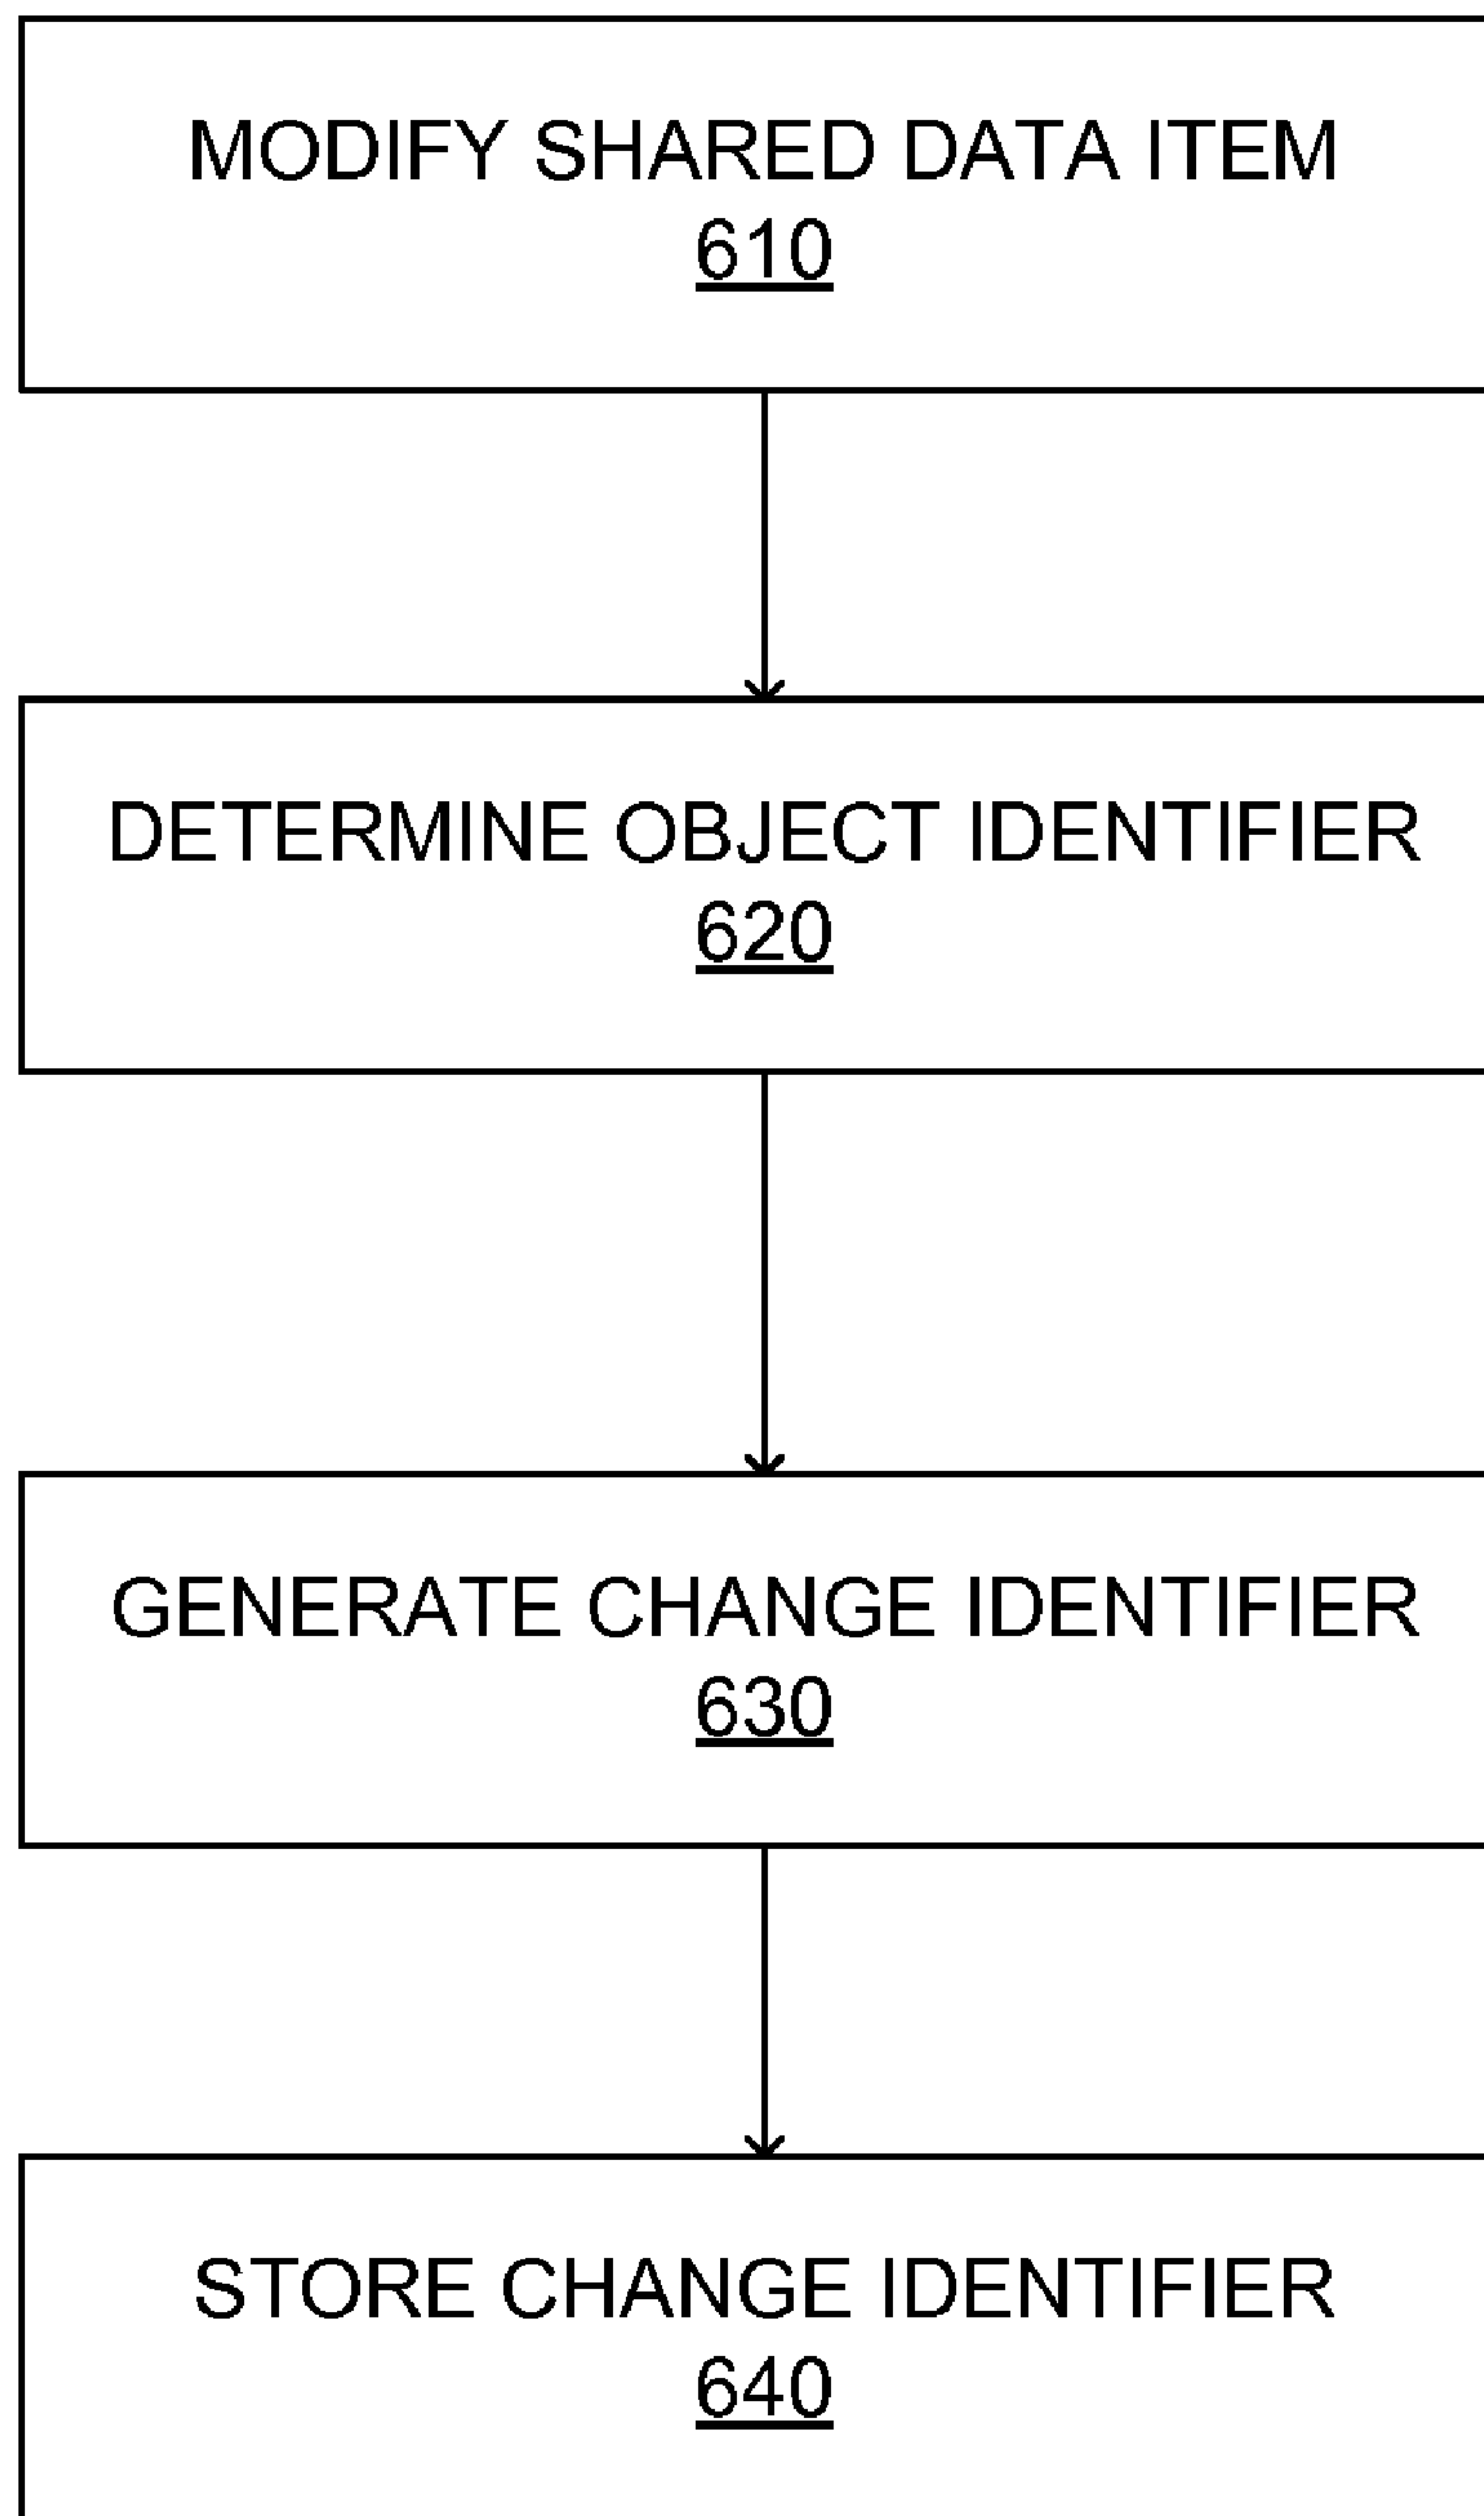 MODIFY SHARED DATA ITEM
610
DETERMINE OBJECT IDENTIFIER
620
GENERATE CHANGE IDENTIFIER
630
STORE CHANGE IDENTIFIER
640